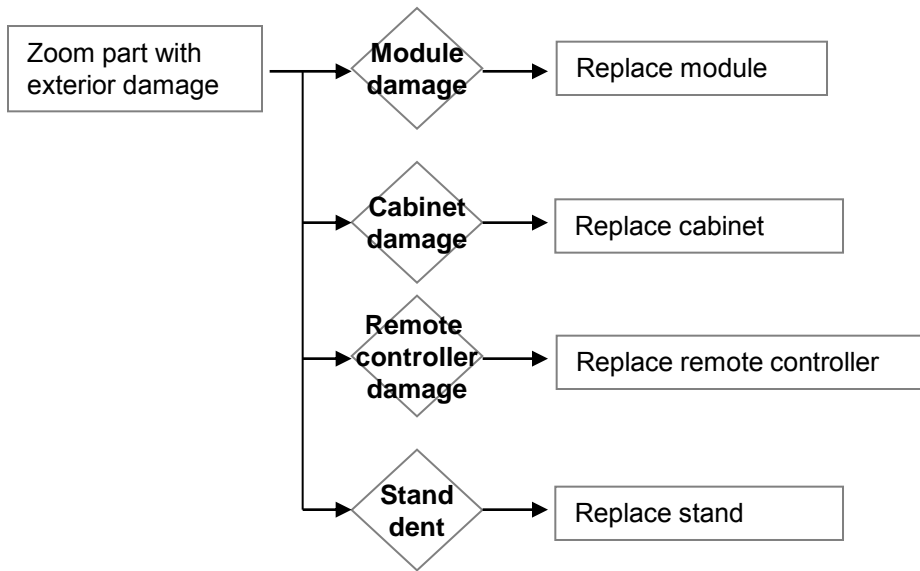 Zoom part with
exterior damage
Module
damage
Replace module
Cabinet
damage
Replace cabinet
Remote
controller
damage
Replace remote controller
Stand
dent
Replace stand